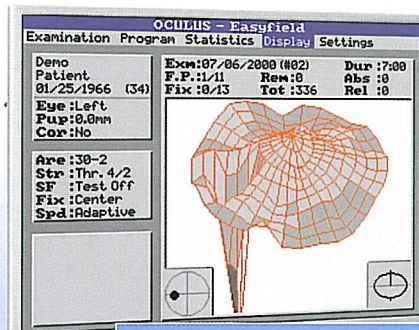 OCULUS - Easyfield
Examination Program Statistics Display Settings
Demo
Patient
01/25/1966 (34)
Eye :Left
Pup:0.0mm
Cor:No
Exm:07/06/2000 (#02) Dur :7:00
F.P.:1/11 Rem:0 Abs :0
Fix :0/13 Tot :336 Rel :0
Are :30-2
Str :Thr. 4/2
SF :Test Off
Fix :Center
Spd:Adaptive